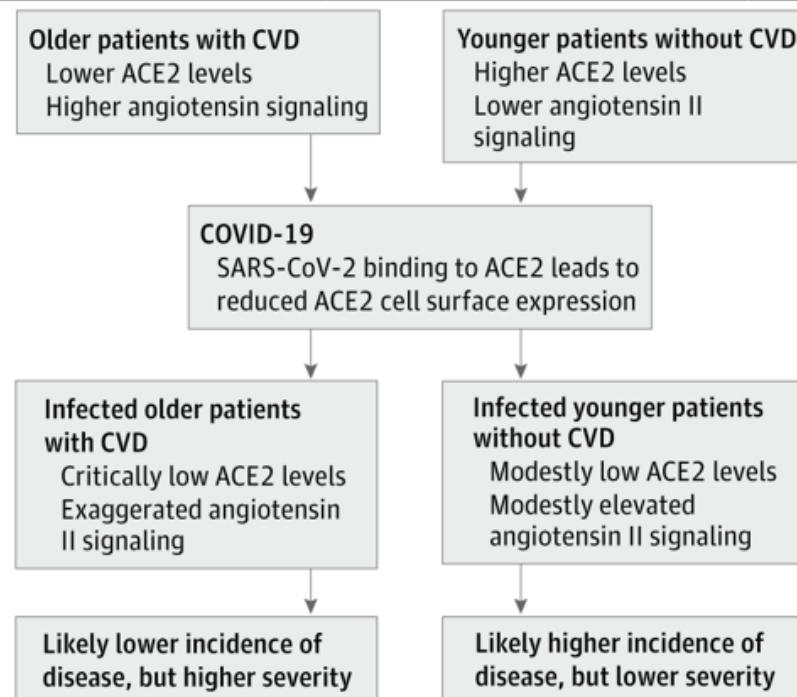 Older patients with CVD
Lower ACE2 levels
Higher angiotensin signaling
Younger patients without CVD
Higher ACE2 levels
Lower angiotensin II
signaling
COVID-19
SARS-CoV-2 binding to ACE2 leads to
reduced ACE2 cell surface expression
Infected older patients
with CVD
Critically low ACE2 levels
Exaggerated angiotensin
II signaling
Infected younger patients
without CVD
Modestly low ACE2 levels
Modestly elevated
angiotensin II signaling
Likely lower incidence of
disease, but higher severity
Likely higher incidence of
disease, but lower severity